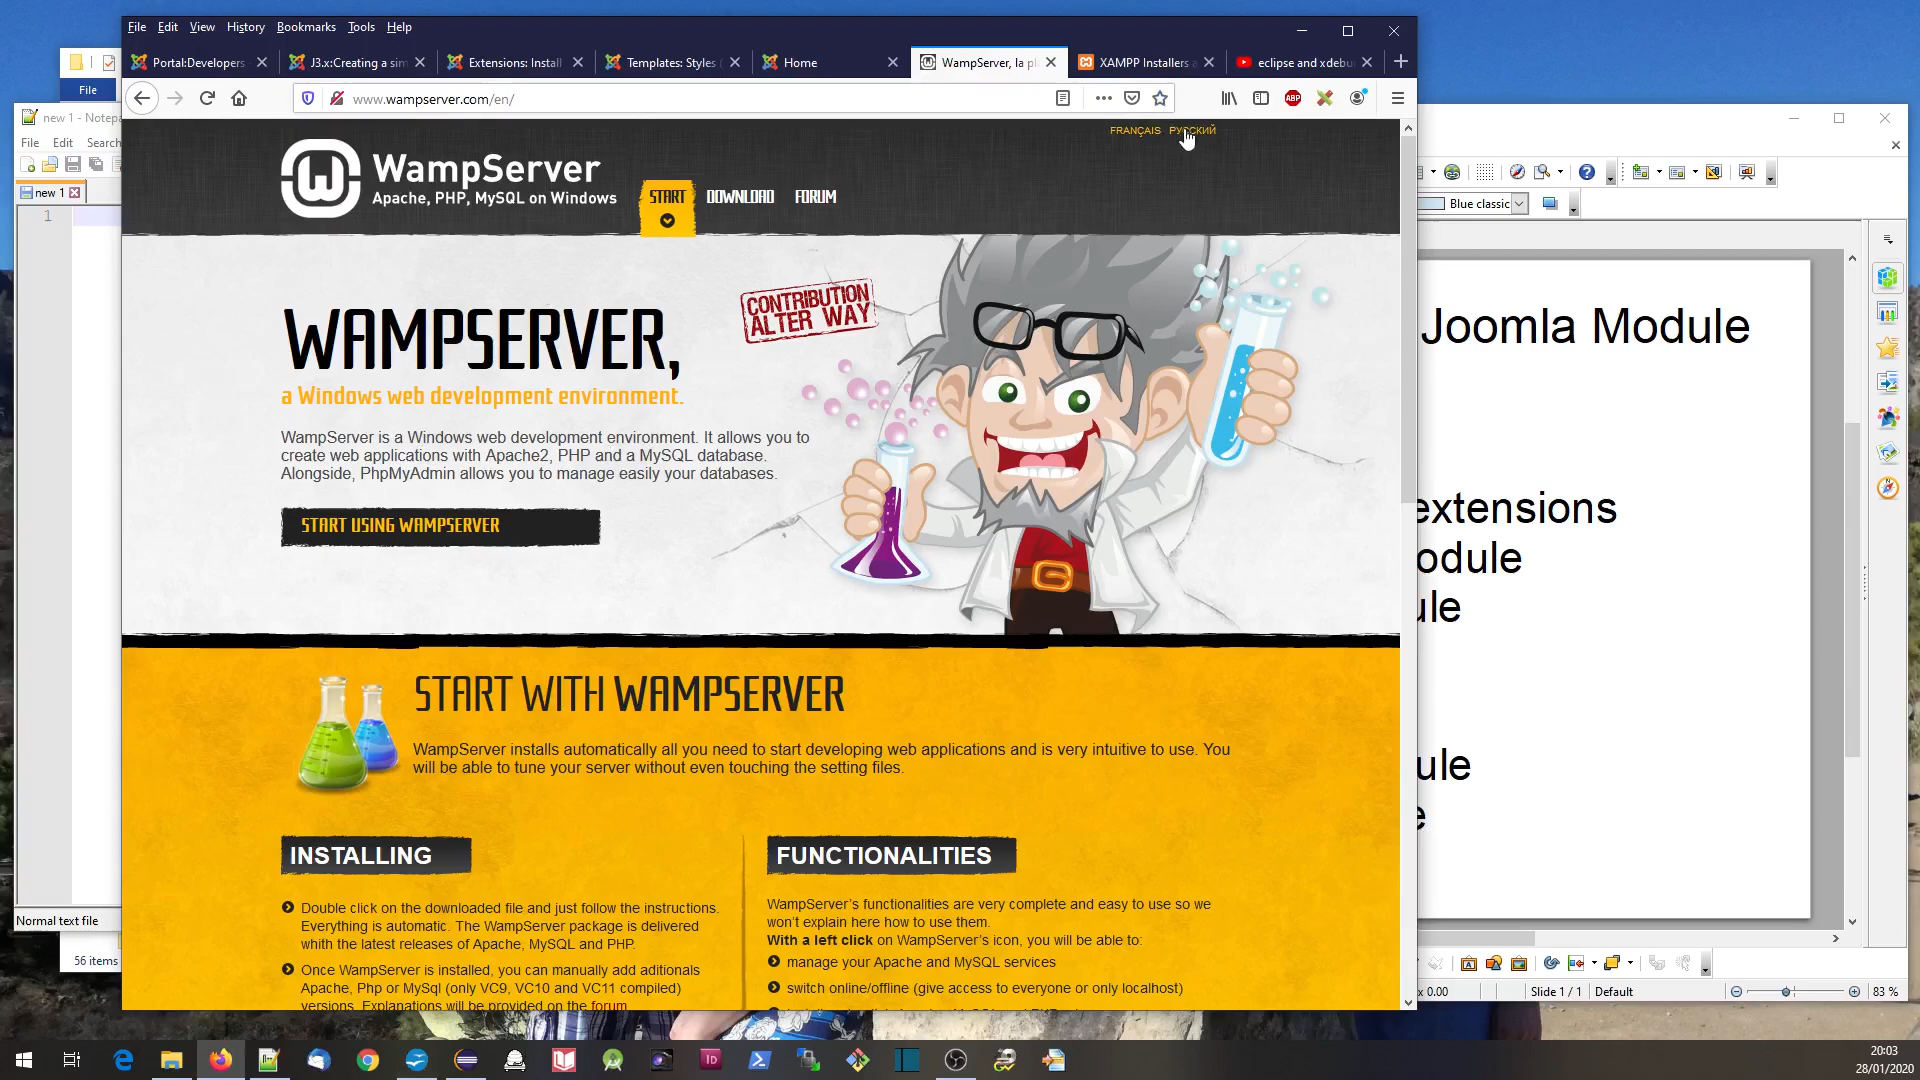 File Edit View History Bookmarks Tools Help
Portal:Developers J3.x:Creating a sim Extensions: Install Templates: Styles ( Home WampServer, la pl XAMPP Installers a eclipse and xdebu
www.wampserver.com/en/
FRANÇAIS РУССКИЙ
WampServer
Apache, PHP, MySQL on Windows
START DOWNLOAD FORUM
CONTRIBUTION
ALTER WAY
WAMPSERVER,
a Windows web development environment.
WampServer is a Windows web development environment. It allows you to
create web applications with Apache2, PHP and a MySQL database.
Alongside, PhpMyAdmin allows you to manage easily your databases.
START USING WAMPSERVER
START WITH WAMPSERVER
WampServer installs automatically all you need to start developing web applications and is very intuitive to use. You
will be able to tune your server without even touching the setting files.
INSTALLING
Double click on the downloaded file and just follow the instructions.
Everything is automatic. The WampServer package is delivered
whith the latest releases of Apache, MySQL and PHP.
Once WampServer is installed, you can manually add aditionals
Apache, Php or MySql (only VC9, VC10 and VC11 compiled)
versions. Explanations will be provided on the forum
FUNCTIONALITIES
WampServer's functionalities are very complete and easy to use so we
won't explain here how to use them.
With a left click on WampServer's icon, you will be able to:
manage your Apache and MySQL services
switch online/offline (give access to everyone or only localhost)
File
new 1 - Notepa
File Edit Search
new 1
1
Normal text file
56 items
Blue classic
Joomla Module
extensions
odule
ule
ule
e
x 0.00 Slide 1 / 1 Default 83 %
20:03
28/01/2020